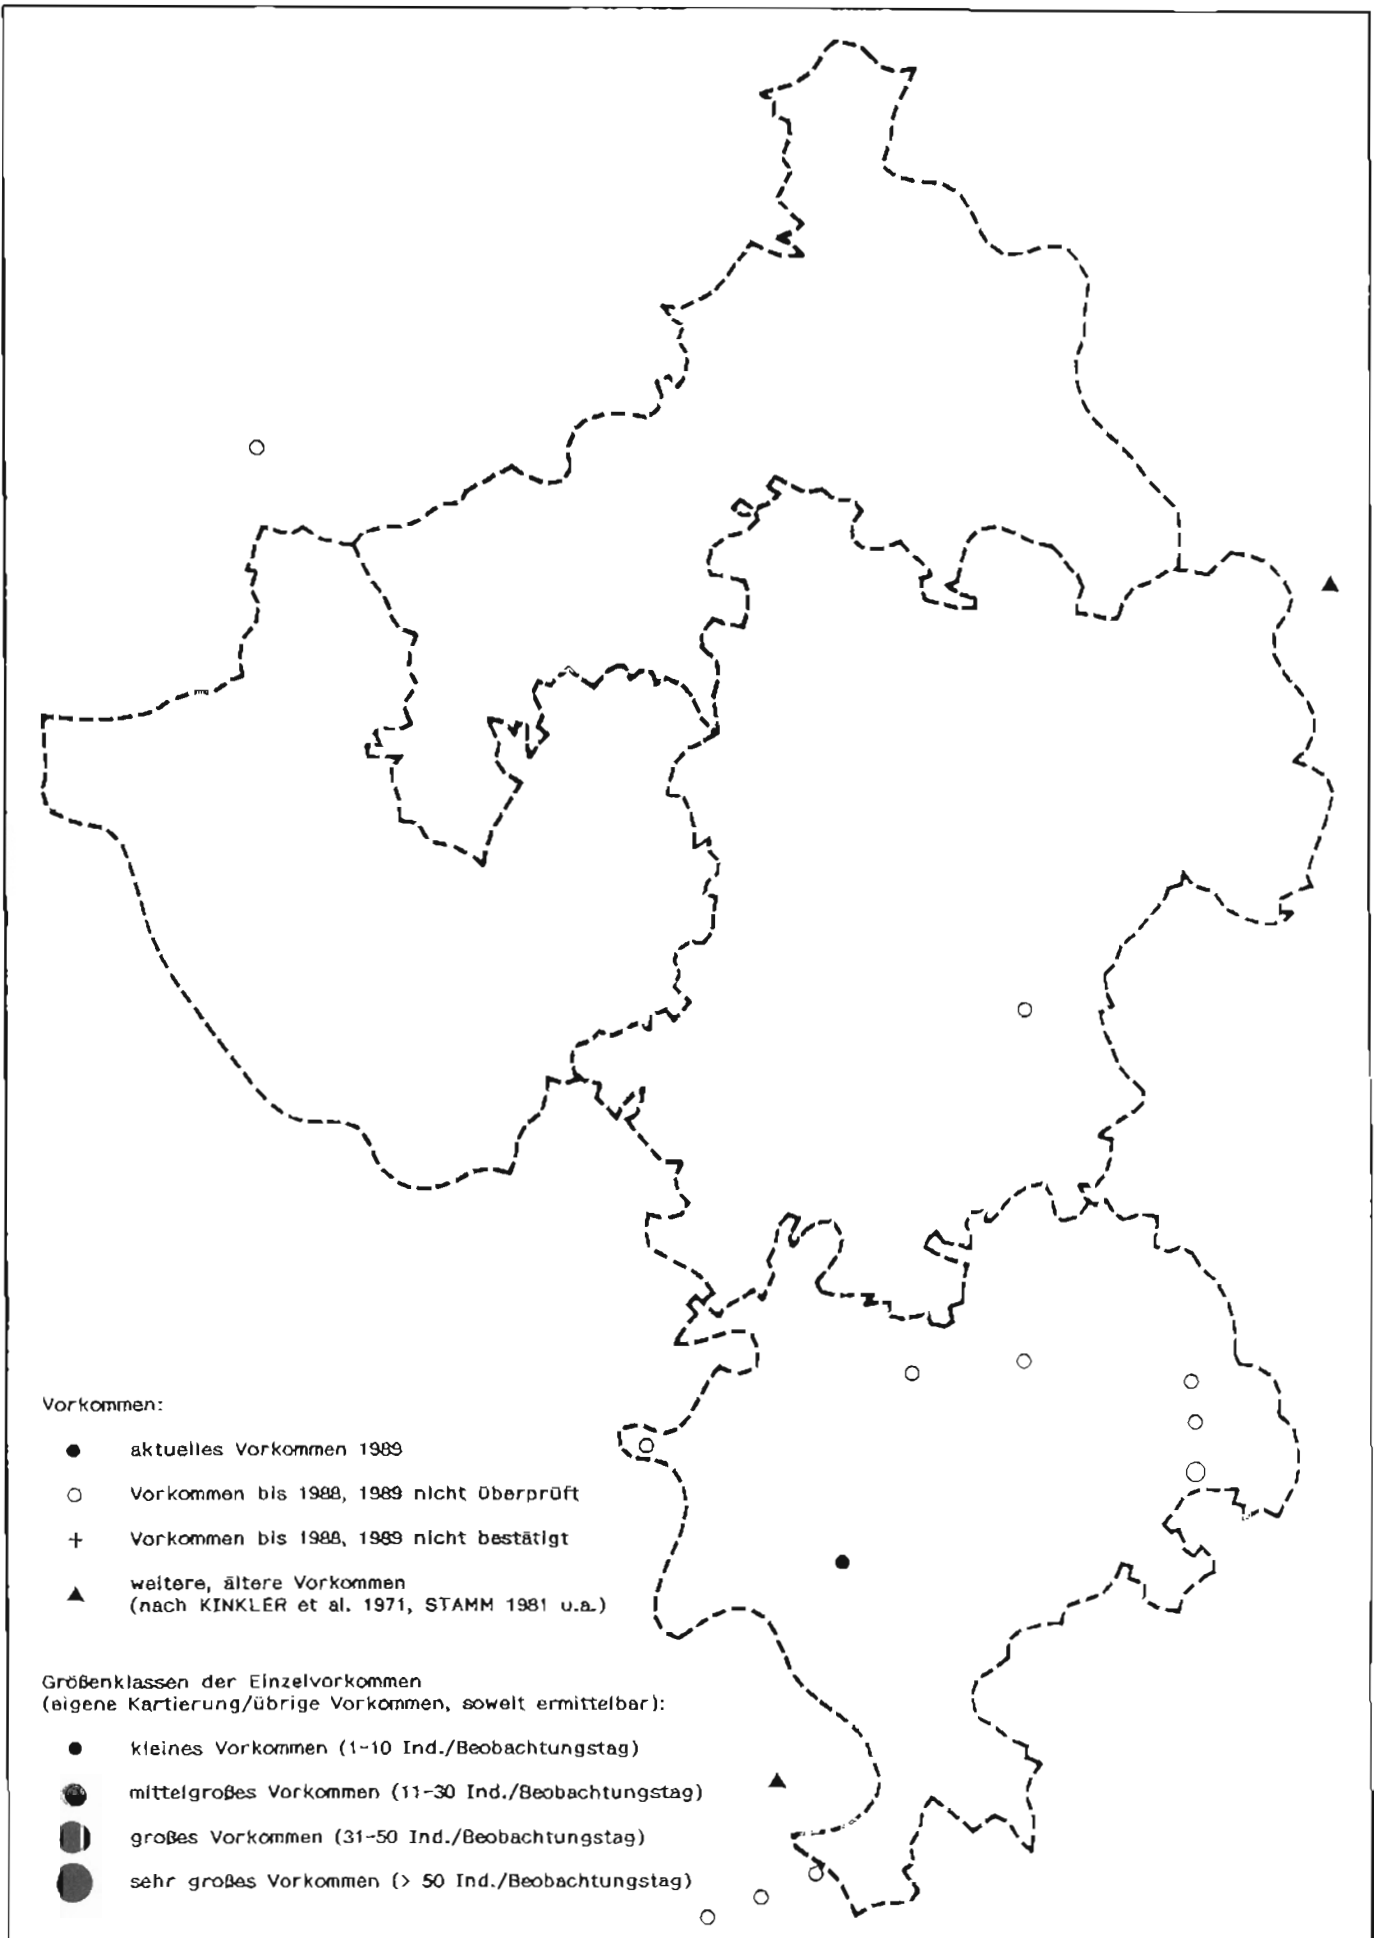 Vorkommen:
aktuelles Vorkommen 1989
Vorkommen bis 1988, 1989 nicht überprüft
Vorkommen bis 1988, 1989 nicht bestätigt
weitere, ältere Vorkommen
(nach KINKLER et al. 1971, STAMM 1981 u.a.)
Größenklassen der Einzelvorkommen
(eigene Kartierung/übrige Vorkommen, soweit ermittelbar):
kleines Vorkommen (1-10 Ind./Beobachtungstag)
mittelgroßes Vorkommen (11-30 Ind./Beobachtungstag)
großes Vorkommen (31-50 Ind./Beobachtungstag)
sehr großes Vorkommen (> 50 Ind./Beobachtungstag)